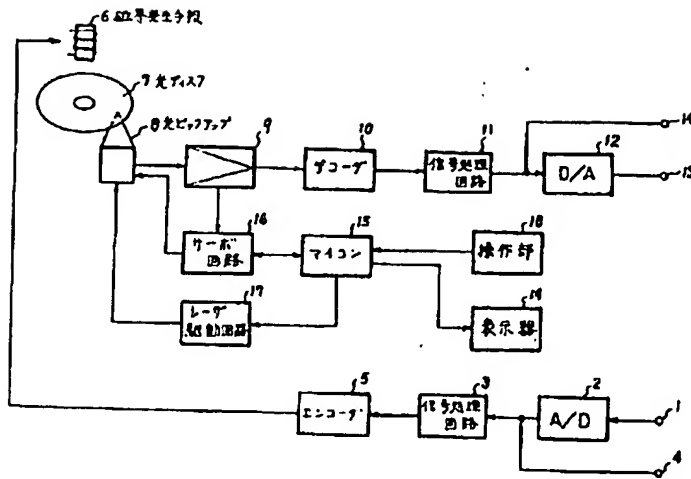 6 磁界発生手段
7 光ディスク
8 光ピックアップ
9
10
デコーダ
11
信号処理
回路
12
D/A
14
13
16
サーボ
回路
15
マイコン
18
操作部
17
レーザ
駆動回路
19
表示器
5
エンコーダ
3
信号処理
回路
2
A/D
1
4